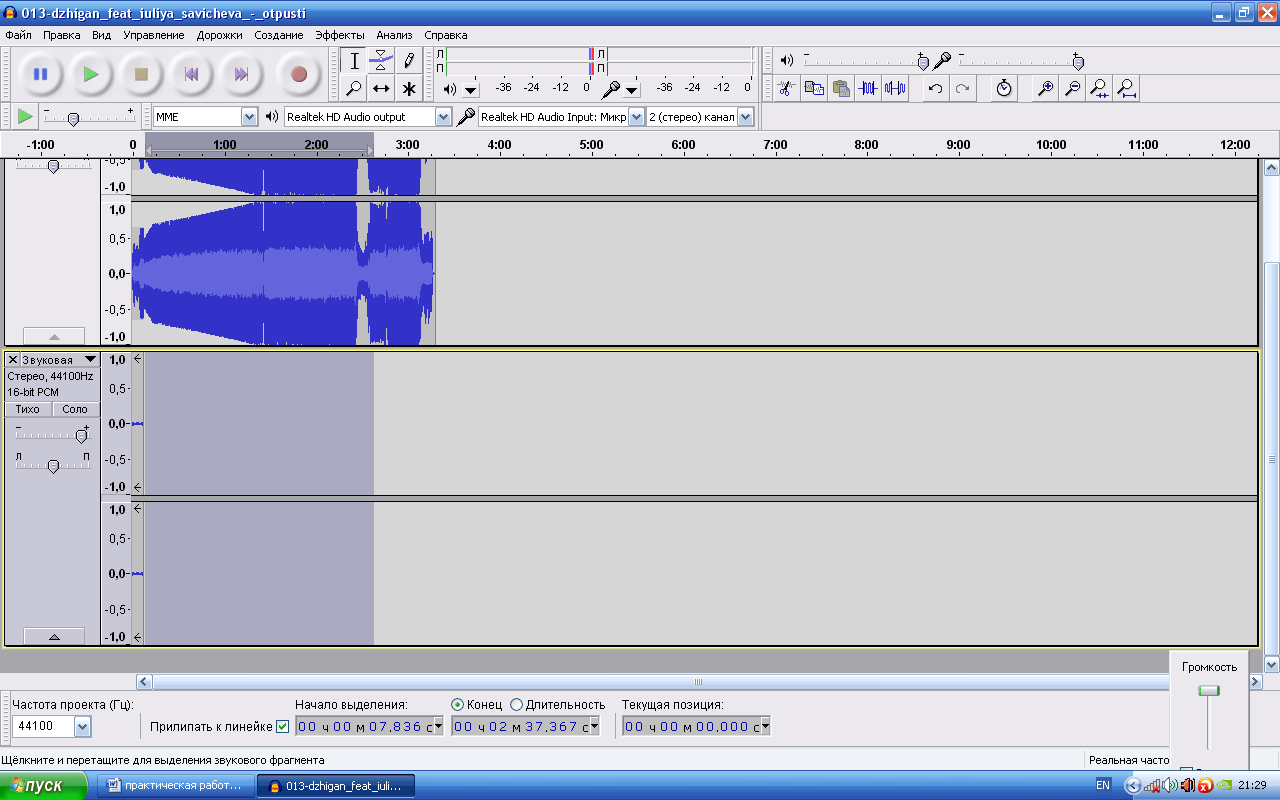 013-dzhigan_feat_iuliya_savicheva_-_otpusti
Файл Правка Вид Управление Дорожки Создание Эффекты Анализ Справка
Л Л
П П
-36 -24 -12 0 -36 -24 -12 0
MME Realtek HD Audio output Realtek HD Audio Input: Микр 2 (стерео) канал
-1:00 0 1:00 2:00 3:00 4:00 5:00 6:00 7:00 8:00 9:00 10:00 11:00 12:00
-0,5
-1,0
1,0
0,5
0,0
-0,5
-1,0
Звуковая
Стерео, 44100Hz
16-bit PCM
Тихо Соло
- +
Л П
1,0
0,5
0,0
-0,5
-1,0
1,0
0,5
0,0
-0,5
-1,0
Громкость
Частота проекта (Гц): Начало выделения: Конец Длительность Текущая позиция:
44100 Прилипать к линейке 00 ч 00 м 07,836 с 00 ч 02 м 37,367 с 00 ч 00 м 00,000 с
Щёлкните и перетащите для выделения звукового фрагмента Реальная часто
пуск практическая работ... 013-dzhigan_feat_iuli... EN 21:29